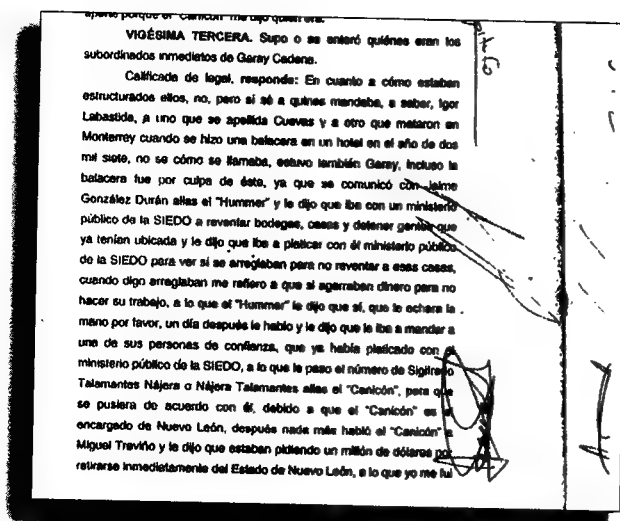 aparte porque el "Canicón" me dijo quien era.
VIGÉSIMA TERCERA. Supo o se enteró quiénes eran los
subordinados inmediatos de Garay Cadena.
Calificada de legal, responde: En cuanto a cómo estaban
estructurados ellos, no, pero si sé a quines mandaba, a saber, Igor
Labastida, a uno que se apellida Cuevas y a otro que mataron en
Monterrey cuando se hizo una balacera en un hotel en el año de dos
mil siete, no se cómo se llamaba, estuvo también Garay, incluso la
balacera fue por culpa de éste, ya que se comunicó con Jaime
González Durán alias el "Hummer" y le dijo que iba con un ministerio
público de la SIEDO a reventar bodegas, casas y detener gentes que
ya tenían ubicada y le dijo que iba a platicar con él ministerio público
de la SIEDO para ver si se arreglaban para no reventar a esas casas,
cuando digo arreglaban me refiero a que si agarraban dinero para no
hacer su trabajo, a lo que el "Hummer" le dijo que sí, que le echara la
mano por favor, un día después le hablo y le dijo que le iba a mandar a
una de sus personas de confianza, que ya había platicado con el
ministerio público de la SIEDO, a lo que le paso el número de Sigifredo
Talamantes Nájera o Nájera Talamantes alias el "Canicón", para que
se pusiera de acuerdo con él, debido a que el "Canicón" es el
encargado de Nuevo León, después nada más habló el "Canicón" a
Miguel Treviño y le dijo que estaban pidiendo un millón de dólares por
retirarse inmediatamente del Estado de Nuevo León, a lo que yo me fui